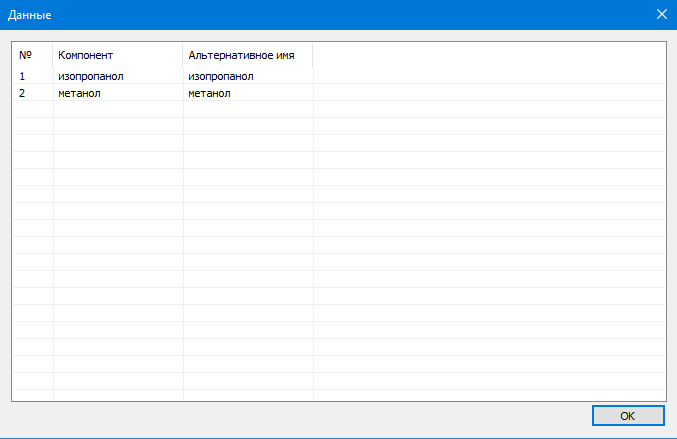 Данные
№ Компонент Альтернативное имя
1 изопропанол изопропанол
2 метанол метанол
OK